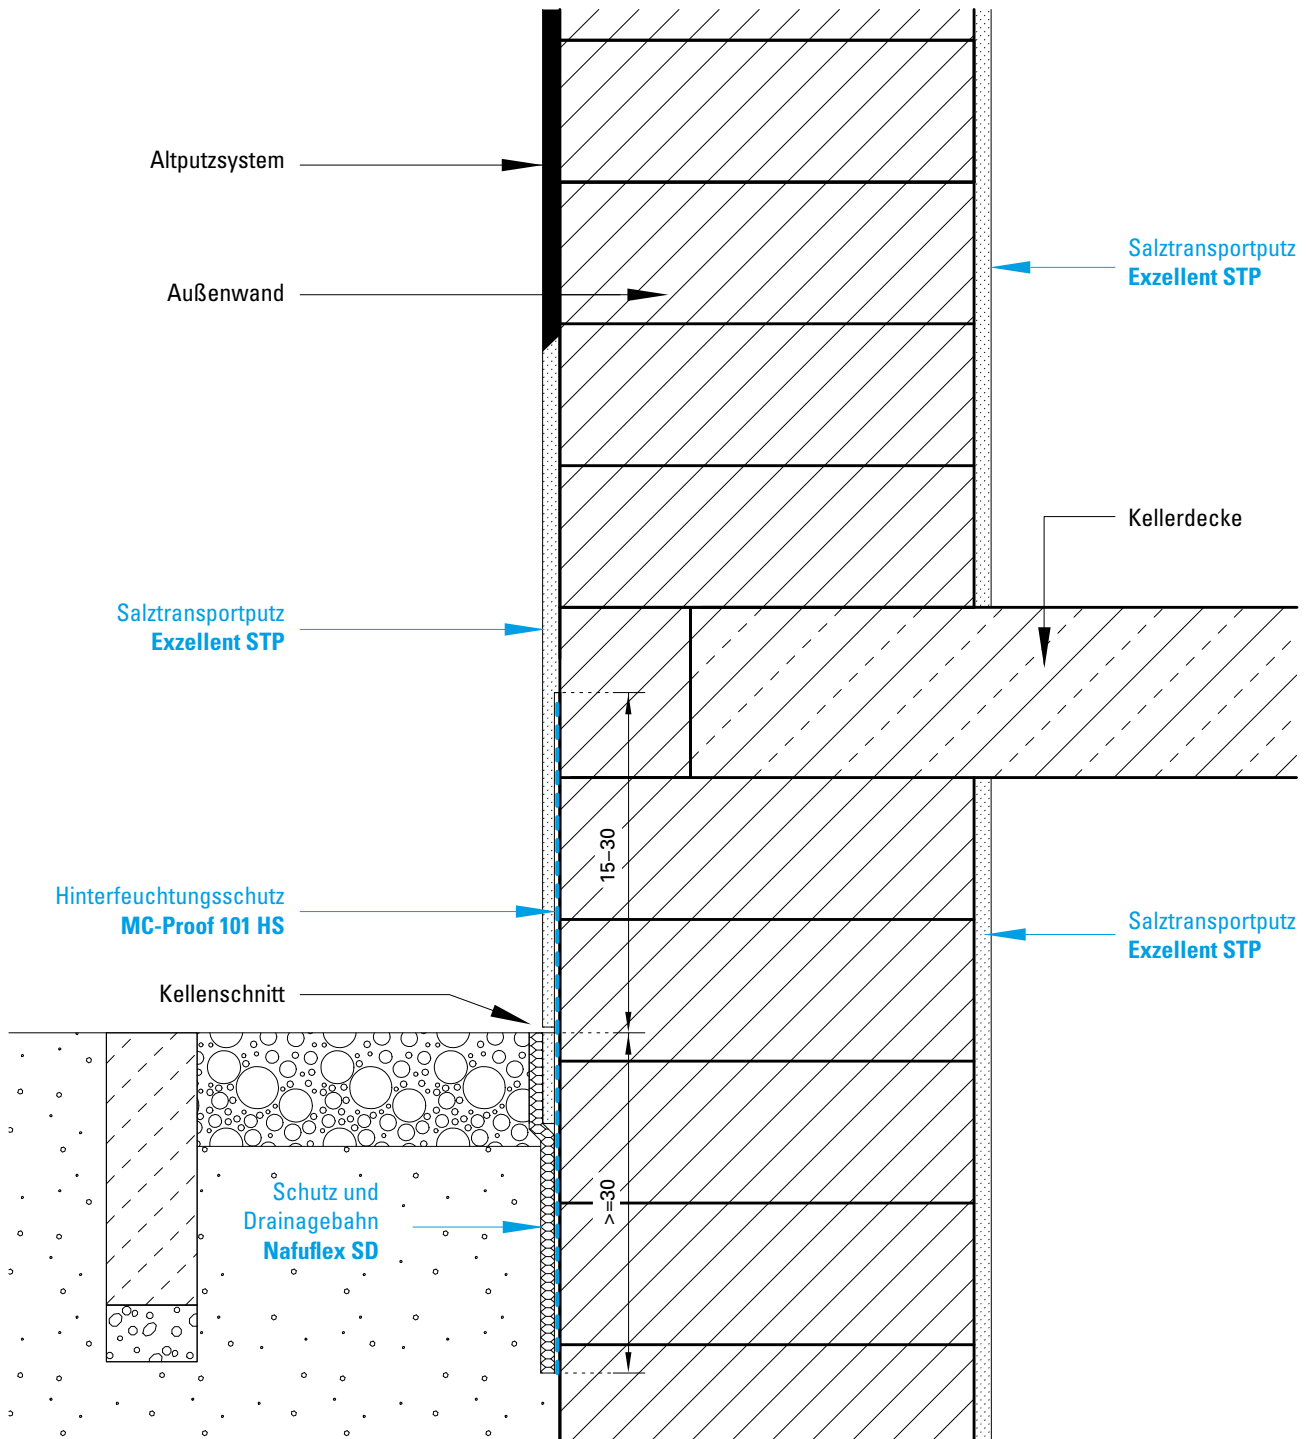 Altputzsystem
Außenwand
Salztransportputz
Exzellent STP
Kellerdecke
Salztransportputz
Exzellent STP
15–30
Hinterfeuchtungsschutz
MC-Proof 101 HS
Salztransportputz
Exzellent STP
Kellenschnitt
>=30
Schutz und
Drainagebahn
Nafuflex SD